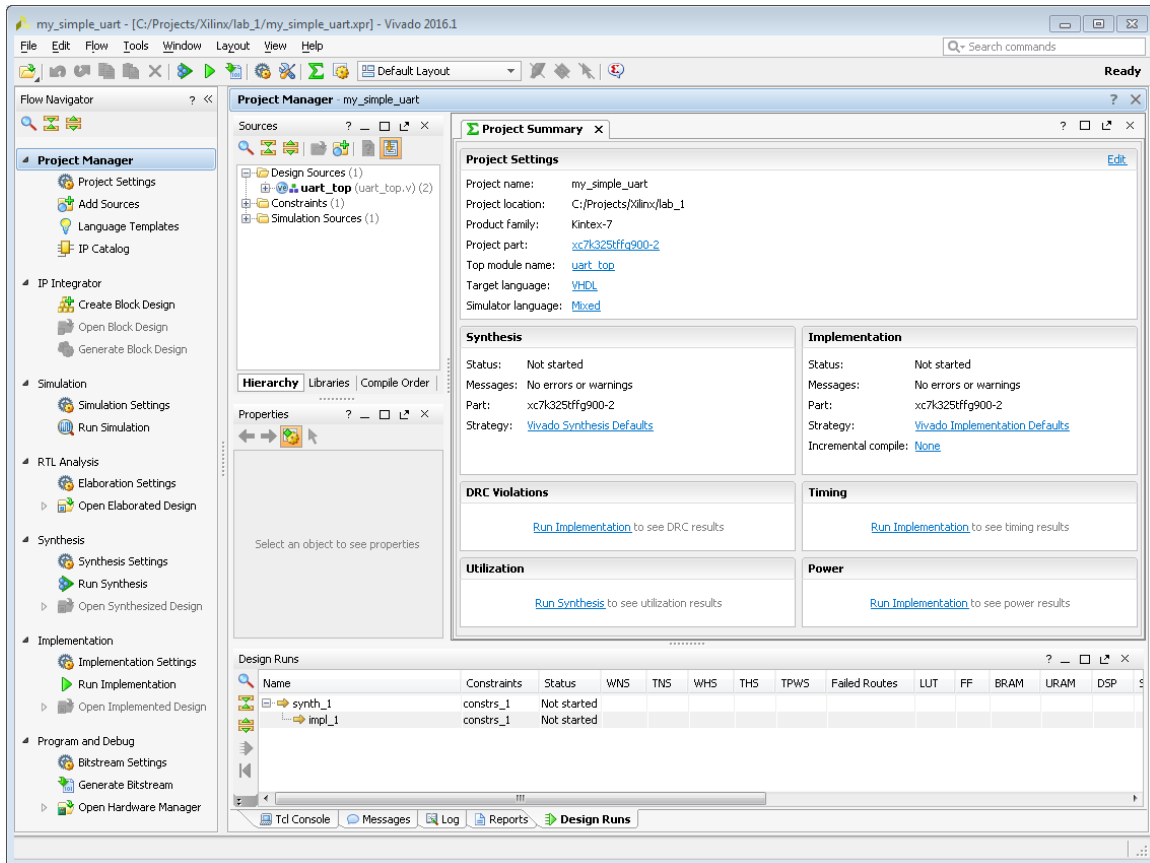 my_simple_uart - [C:/Projects/Xilinx/lab_1/my_simple_uart.xpr] - Vivado 2016.1
File Edit Flow Tools Window Layout View Help
Search commands
Default Layout
Ready
Flow Navigator
Project Manager
Project Settings
Add Sources
Language Templates
IP Catalog
IP Integrator
Create Block Design
Open Block Design
Generate Block Design
Simulation
Simulation Settings
Run Simulation
RTL Analysis
Elaboration Settings
Open Elaborated Design
Synthesis
Synthesis Settings
Run Synthesis
Open Synthesized Design
Implementation
Implementation Settings
Run Implementation
Open Implemented Design
Program and Debug
Bitstream Settings
Generate Bitstream
Open Hardware Manager
Project Manager - my_simple_uart
Sources
Design Sources (1)
uart_top (uart_top.v) (2)
Constraints (1)
Simulation Sources (1)
Hierarchy Libraries Compile Order
Properties
Select an object to see properties
Project Summary
Project Settings Edit
Project name: my_simple_uart
Project location: C:/Projects/Xilinx/lab_1
Product family: Kintex-7
Project part: xc7k325tffg900-2
Top module name: uart_top
Target language: VHDL
Simulator language: Mixed
Synthesis
Status: Not started
Messages: No errors or warnings
Part: xc7k325tffg900-2
Strategy: Vivado Synthesis Defaults
Implementation
Status: Not started
Messages: No errors or warnings
Part: xc7k325tffg900-2
Strategy: Vivado Implementation Defaults
Incremental compile: None
DRC Violations
Run Implementation to see DRC results
Timing
Run Implementation to see timing results
Utilization
Run Synthesis to see utilization results
Power
Run Implementation to see power results
Design Runs
Name Constraints Status WNS TNS WHS THS TPWS Failed Routes LUT FF BRAM URAM DSP S
synth_1 constrs_1 Not started
impl_1 constrs_1 Not started
Tcl Console Messages Log Reports Design Runs